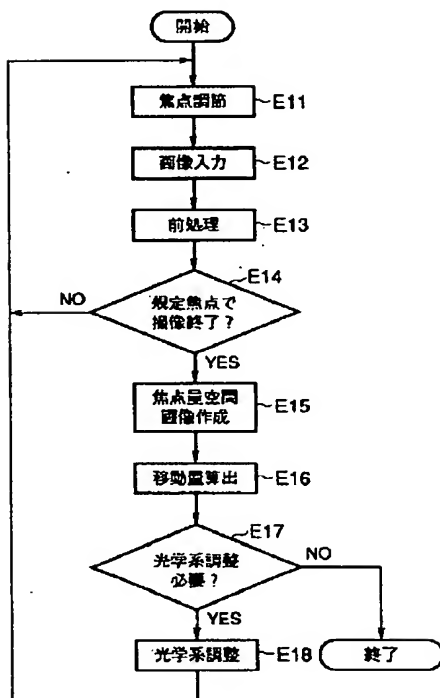 開始
焦点調節
E11
画像入力
E12
前処理
E13
E14
規定焦点で
撮像終了？
NO
YES
焦点量空間
画像作成
E15
移動量算出
E16
E17
光学系調整
必要？
NO
YES
光学系調整
E18
終了